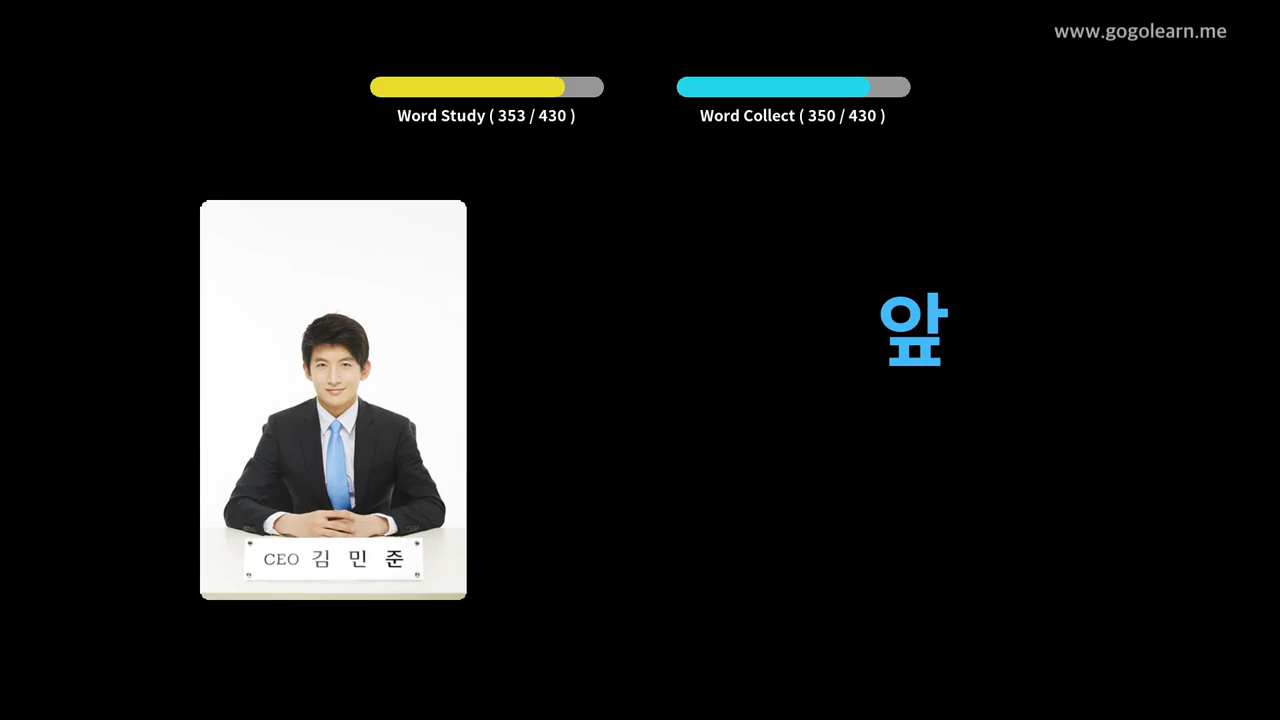 www.gogolearn.me
Word Study ( 353 / 430 )
Word Collect ( 350 / 430 )
앞
CEO 김 민 준